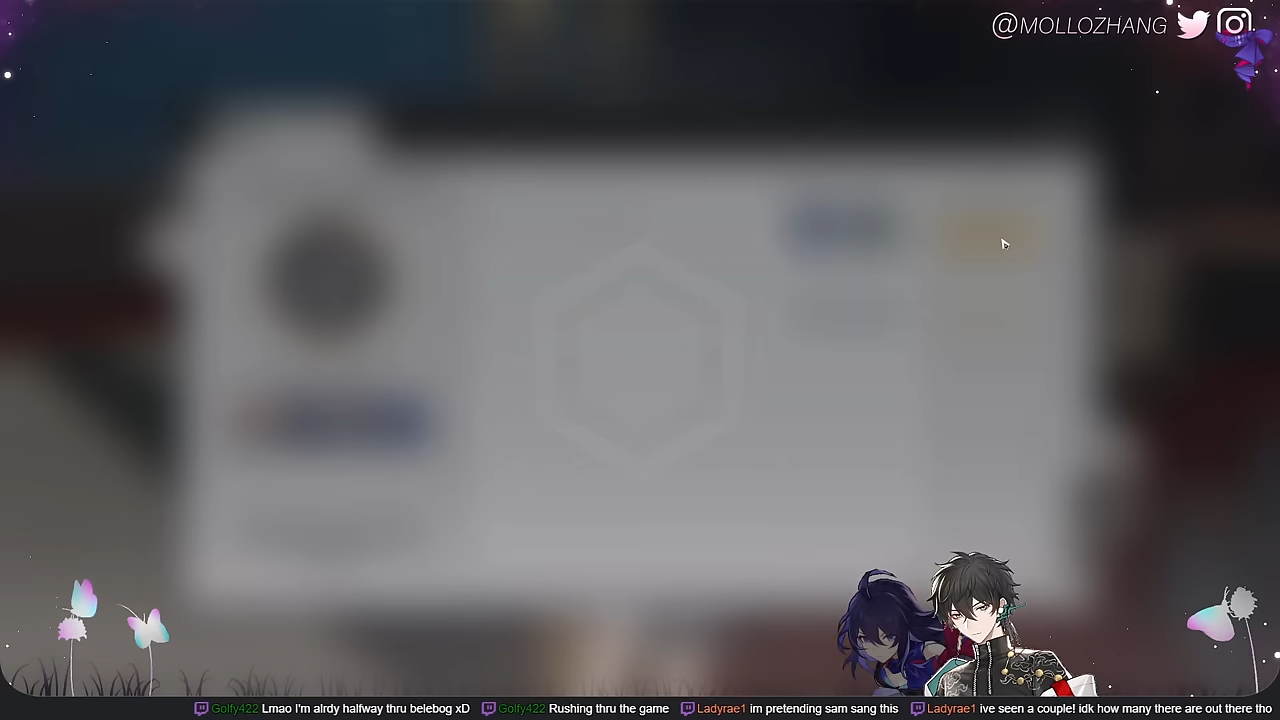 @MOLLOZHANG
Golfy422 Lmao I'm alrdy halfway thru belebog xD Golfy422 Rushing thru the game Ladyrae1 im pretending sam sang this Ladyrae1 ive seen a couple! idk how many there are out there tho